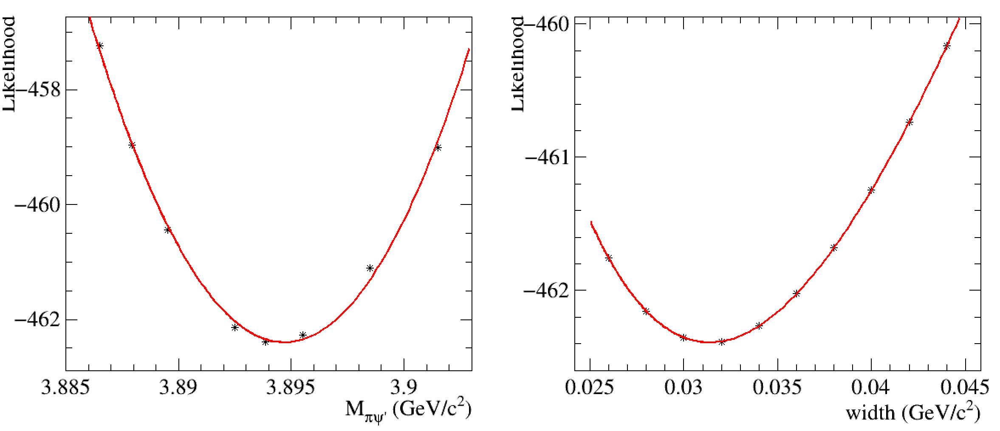 Likelihood
−458
−460
−462
3.885 3.89 3.895 3.9
M_πψ' (GeV/c²)
Likelihood
−460
−461
−462
0.025 0.03 0.035 0.04 0.045
width (GeV/c²)